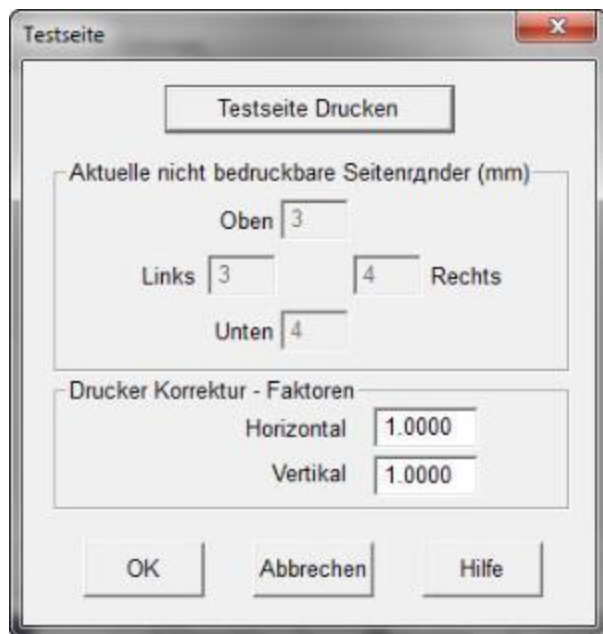 Testseite
Testseite Drucken
Aktuelle nicht bedruckbare Seitenrдnder (mm)
Oben 3
Links 3 4 Rechts
Unten 4
Drucker Korrektur - Faktoren
Horizontal 1.0000
Vertikal 1.0000
OK Abbrechen Hilfe